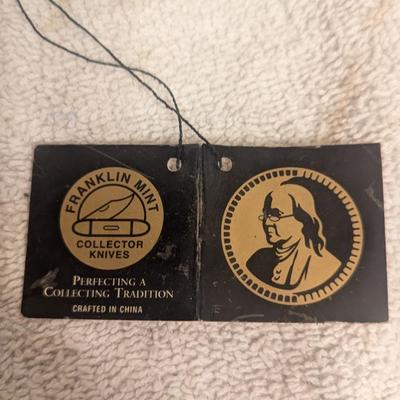 FRANKLIN MINT
COLLECTOR
KNIVES
PERFECTING A
COLLECTING TRADITION
CRAFTED IN CHINA